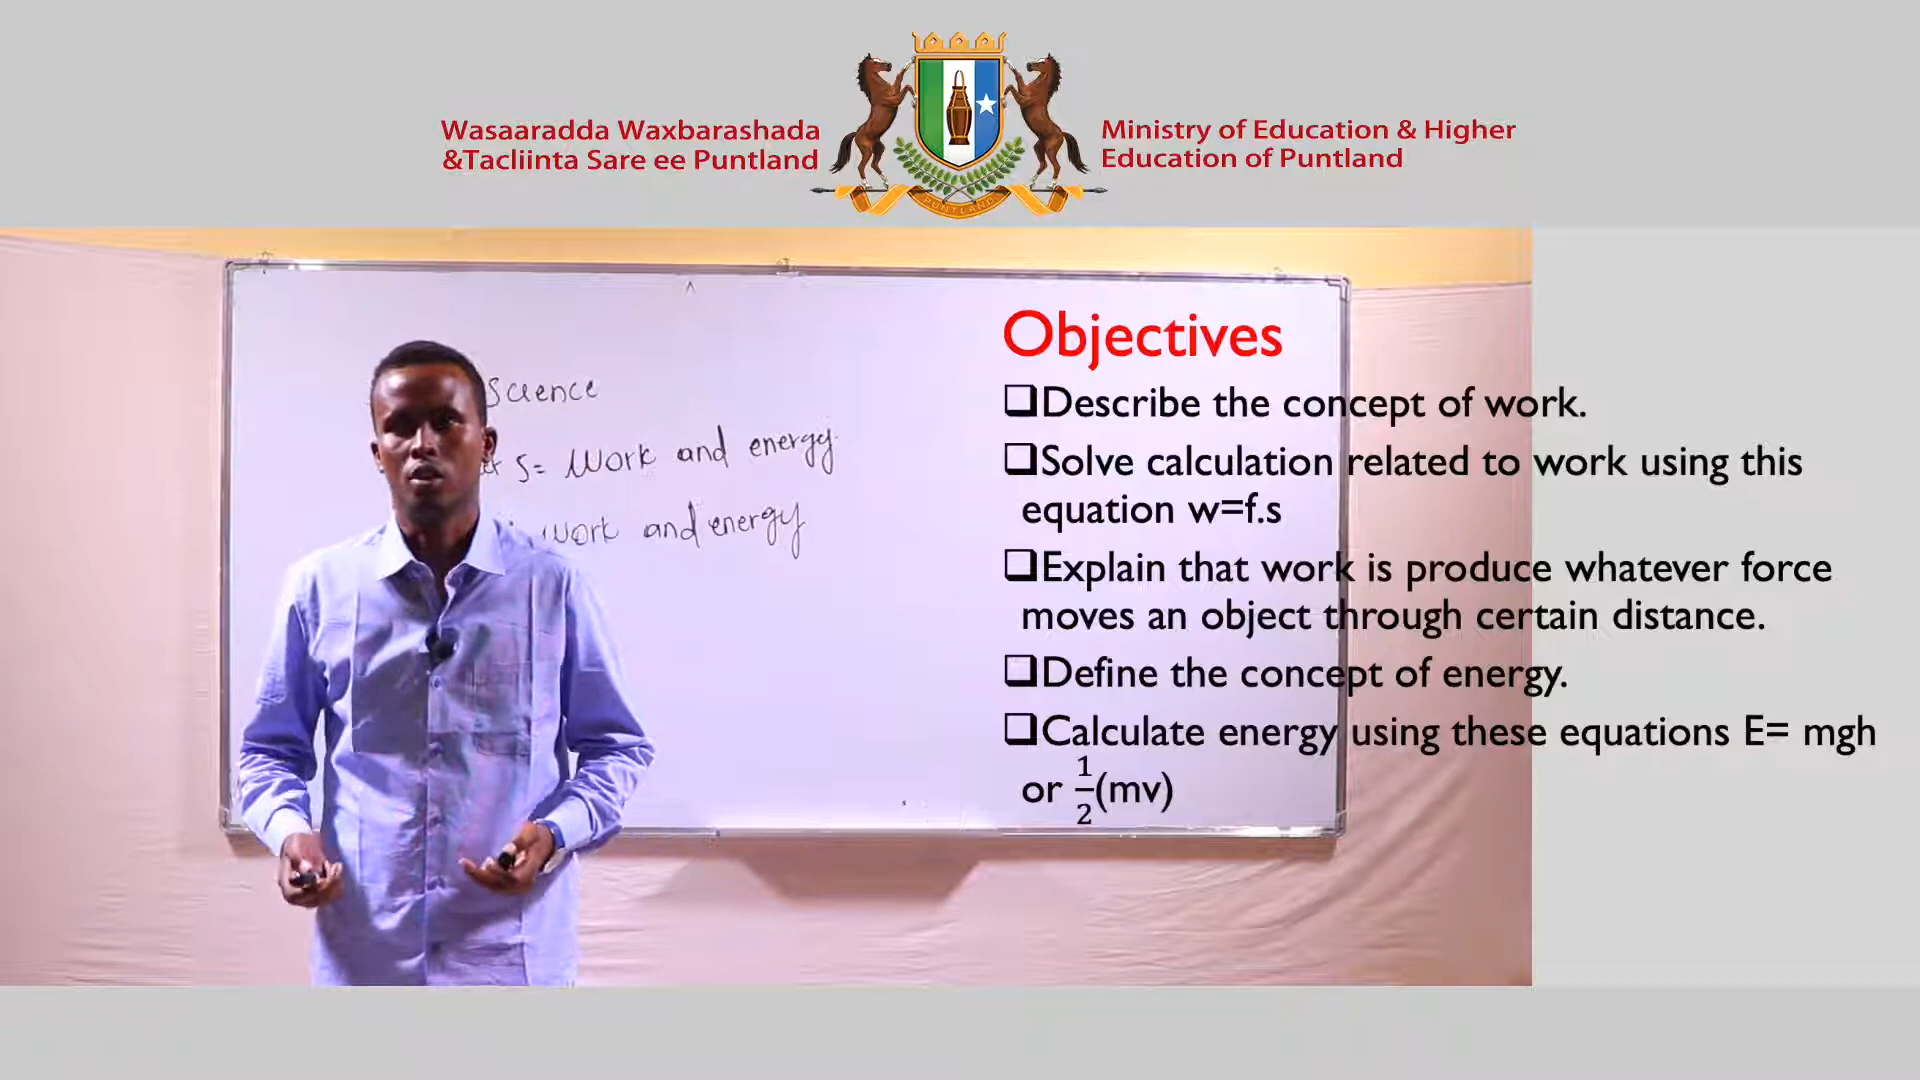 Wasaaradda Waxbarashada
&Tacliinta Sare ee Puntland
PUNTLAND
Ministry of Education & Higher
Education of Puntland
Science
5= Work and energy.
work and energy
Objectives
❑Describe the concept of work.
❑Solve calculation related to work using this
equation w=f.s
❑Explain that work is produce whatever force
moves an object through certain distance.
❑Define the concept of energy.
❑Calculate energy using these equations E= mgh
or 1/2(mv)